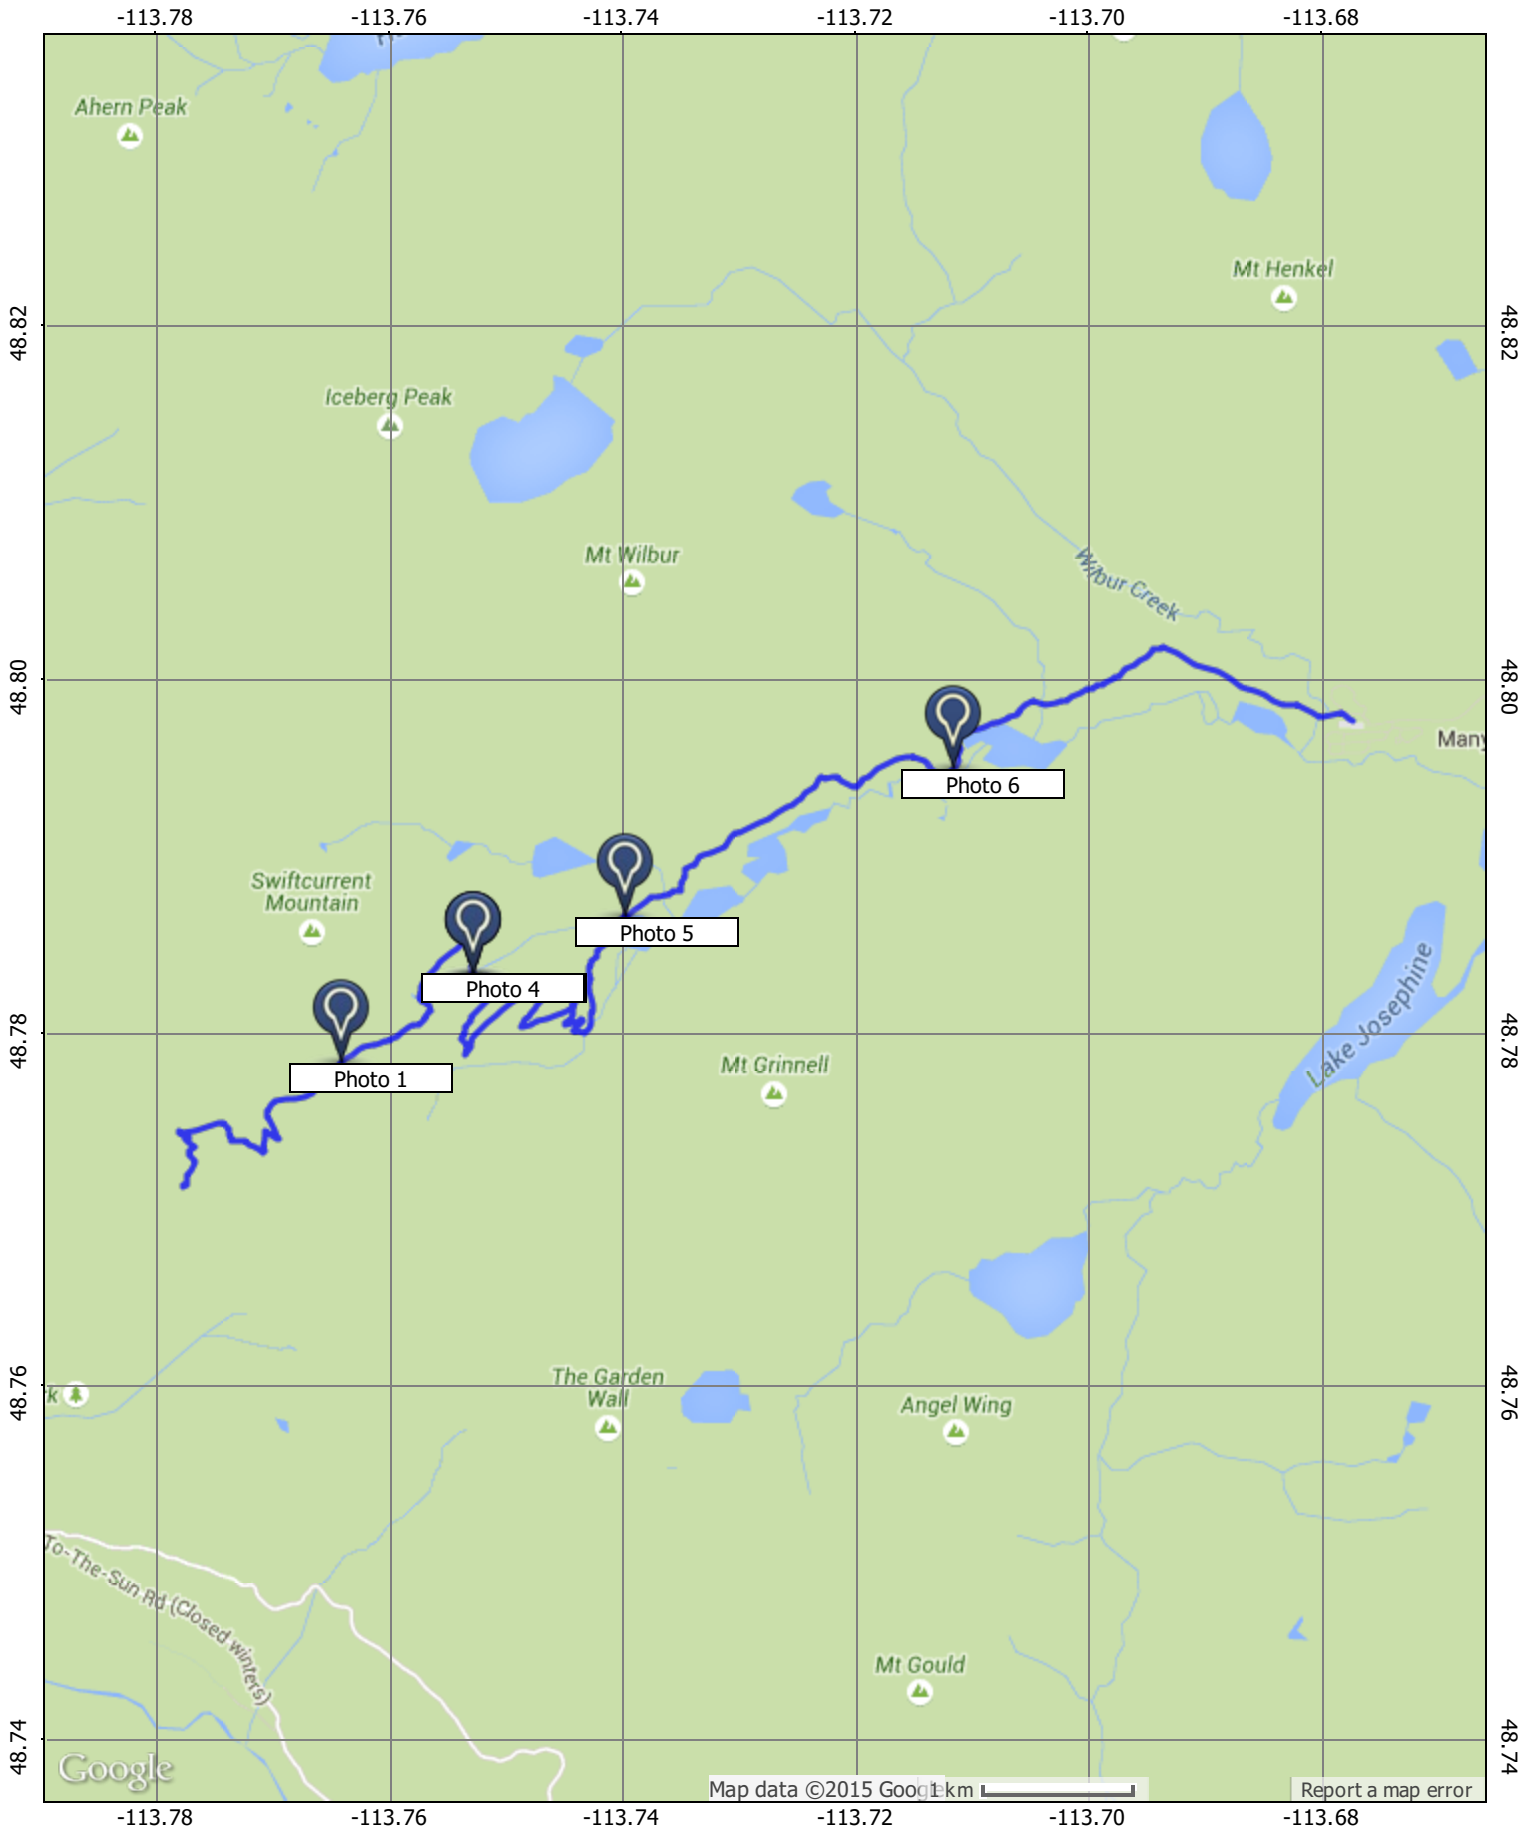 -113.78 -113.76 -113.74 -113.72 -113.70 -113.68
Ahern Peak
Mt Henkel
48.82 48.82
Iceberg Peak
Mt Wilbur
Wilbur Creek
48.80 48.80
Many
Photo 6
Swiftcurrent
Mountain
Photo 5
Photo 4
Lake Josephine
48.78 48.78
Mt Grinnell
Photo 1
The Garden
Wall
48.76 48.76
k
Angel Wing
To-The-Sun Rd (Closed winters)
Mt Gould
48.74 48.74
Google
Map data ©2015 Google 1 km
Report a map error
-113.78 -113.76 -113.74 -113.72 -113.70 -113.68